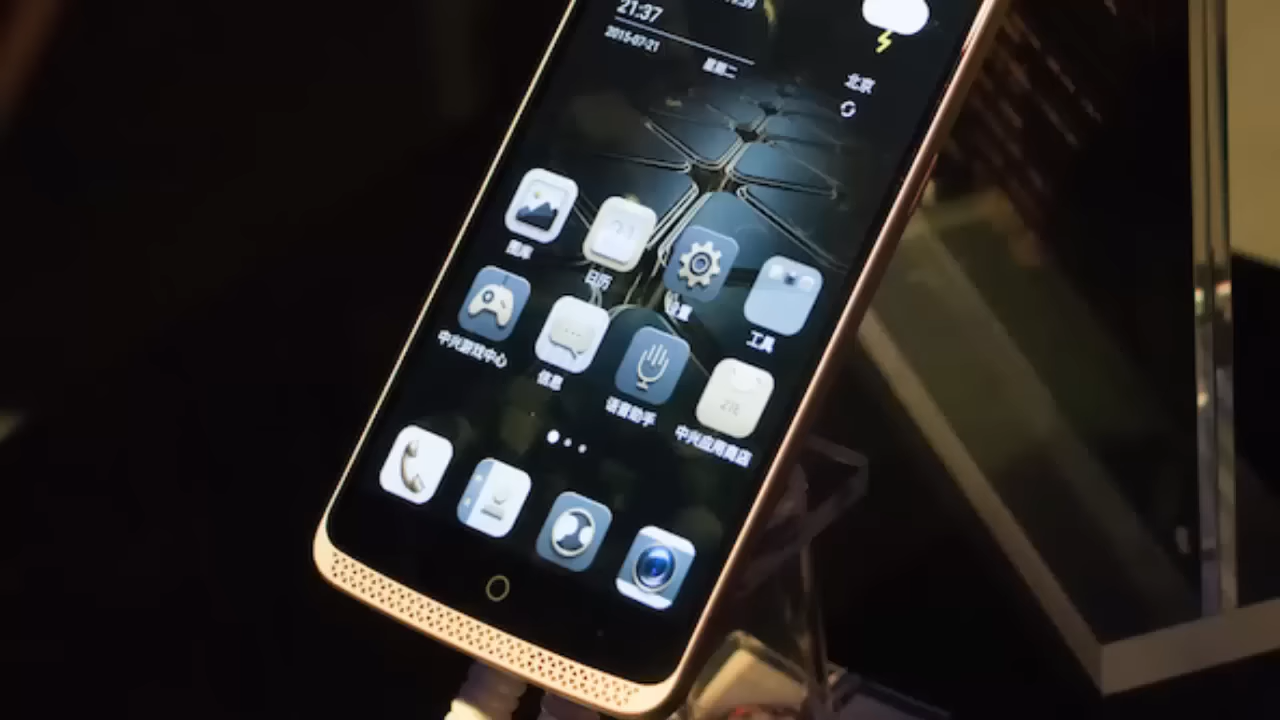 21:37
2015-07-21
星期二
北京
图库
日历
设置
工具
中兴游戏中心
信息
语音助手
ZTE
中兴应用商店